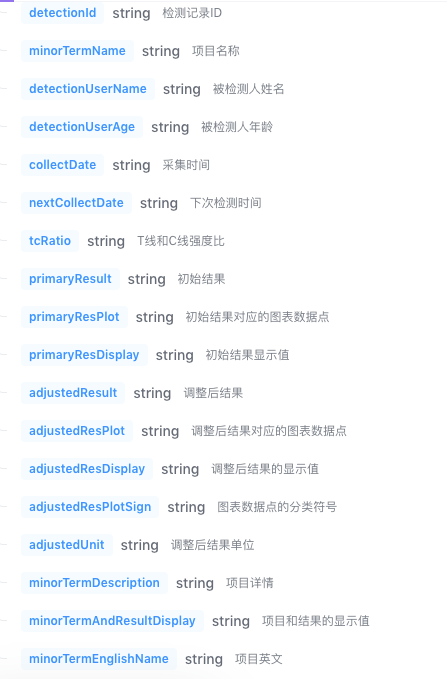 detectionId string 检测记录ID
minorTermName string 项目名称
detectionUserName string 被检测人姓名
detectionUserAge string 被检测人年龄
collectDate string 采集时间
nextCollectDate string 下次检测时间
tcRatio string T线和C线强度比
primaryResult string 初始结果
primaryResPlot string 初始结果对应的图表数据点
primaryResDisplay string 初始结果显示值
adjustedResult string 调整后结果
adjustedResPlot string 调整后结果对应的图表数据点
adjustedResDisplay string 调整后结果的显示值
adjustedResPlotSign string 图表数据点的分类符号
adjustedUnit string 调整后结果单位
minorTermDescription string 项目详情
minorTermAndResultDisplay string 项目和结果的显示值
minorTermEnglishName string 项目英文